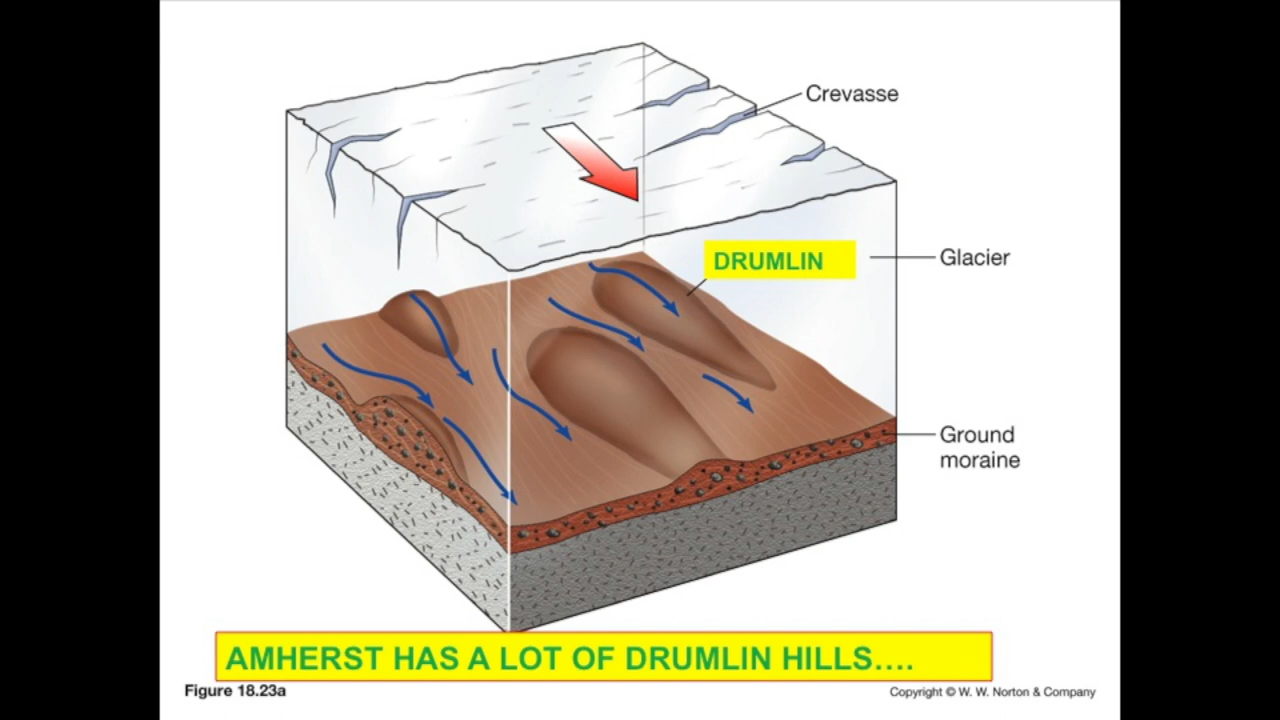 Crevasse
DRUMLIN
Glacier
Ground
moraine
AMHERST HAS A LOT OF DRUMLIN HILLS….
Figure 18.23a
Copyright © W. W. Norton & Company